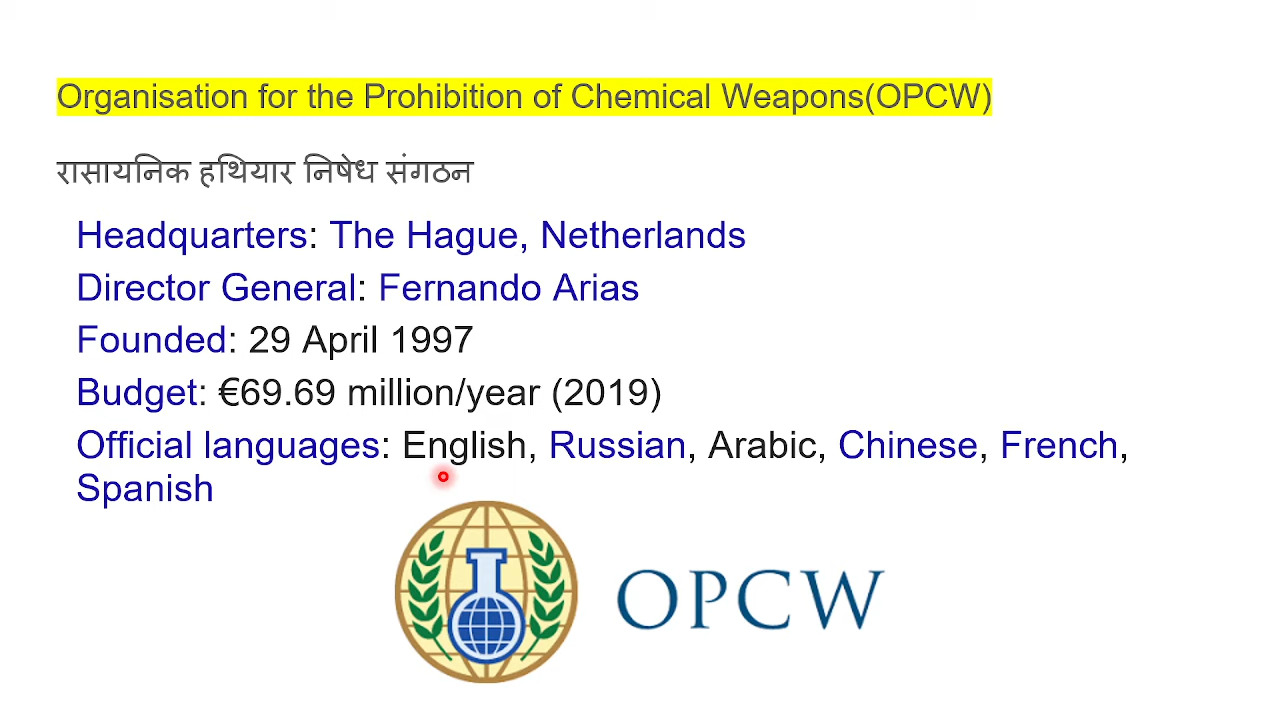 Organisation for the Prohibition of Chemical Weapons(OPCW)
रासायनिक हथियार निषेध संगठन
Headquarters: The Hague, Netherlands
Director General: Fernando Arias
Founded: 29 April 1997
Budget: €69.69 million/year (2019)
Official languages: English, Russian, Arabic, Chinese, French,
Spanish
OPCW